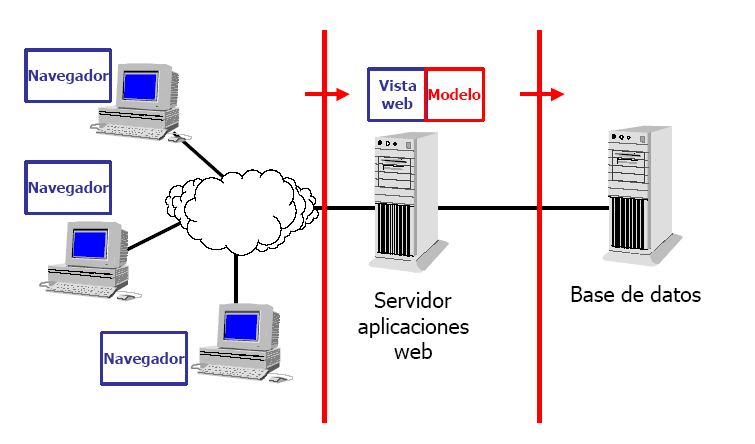 Navegador
Vista
web
Modelo
Navegador
Servidor
aplicaciones
web
Base de datos
Navegador